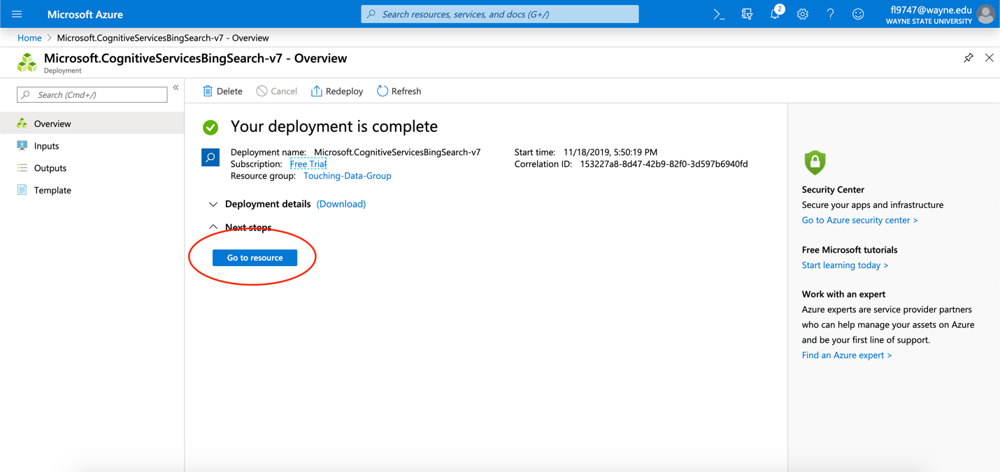 Microsoft Azure
Search resources, services, and docs (G+/)
2
fl9747@wayne.edu
WAYNE STATE UNIVERSITY
Home > Microsoft.CognitiveServicesBingSearch-v7 - Overview
Microsoft.CognitiveServicesBingSearch-v7 - Overview
Deployment
Search (Cmd+/)
«
Overview
Inputs
Outputs
Template
Delete
Cancel
Redeploy
Refresh
Your deployment is complete
Deployment name: Microsoft.CognitiveServicesBingSearch-v7
Subscription: Free Trial
Resource group: Touching-Data-Group
Start time: 11/18/2019, 5:50:19 PM
Correlation ID: 153227a8-8d47-42b9-82f0-3d597b6940fd
Deployment details (Download)
Next steps
Go to resource
Security Center
Secure your apps and infrastructure
Go to Azure security center >
Free Microsoft tutorials
Start learning today >
Work with an expert
Azure experts are service provider partners
who can help manage your assets on Azure
and be your first line of support.
Find an Azure expert >